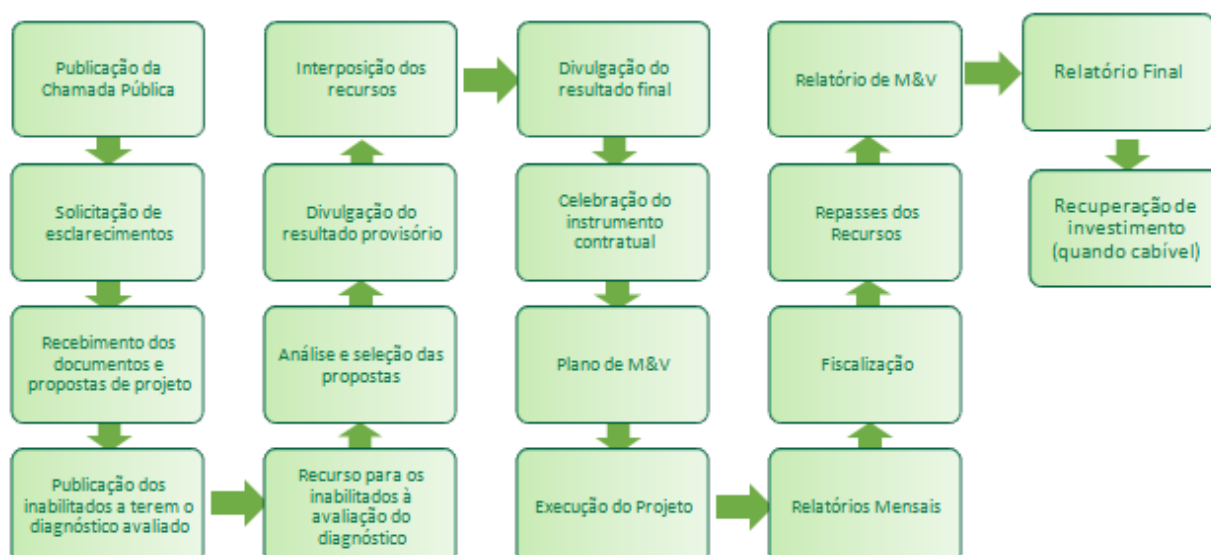 Publicação da
Chamada Pública
Solicitação de
esclarecimentos
Recebimento dos
documentos e
propostas de projeto
Publicação dos
inabilitados a terem o
diagnóstico avaliado
Recurso para os
inabilitados à
avaliação do
diagnóstico
Análise e seleção das
propostas
Divulgação do
resultado provisório
Interposição dos
recursos
Divulgação do
resultado final
Celebração do
instrumento
contratual
Plano de M&V
Execução do Projeto
Relatórios Mensais
Fiscalização
Repasses dos
Recursos
Relatório de M&V
Relatório Final
Recuperação de
investimento
(quando cabível)